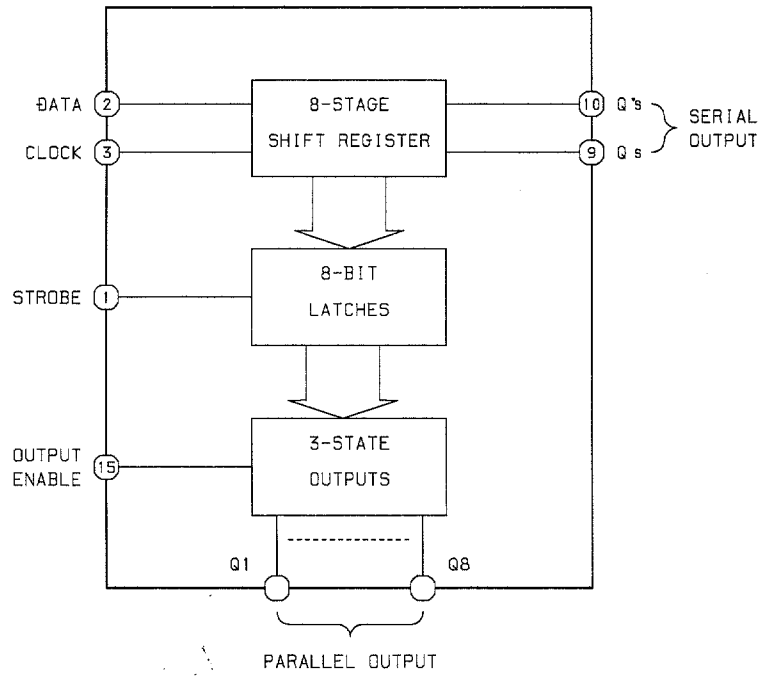 DATA
2
8-STAGE
SHIFT REGISTER
10
Q's
CLOCK
3
9
Qs
SERIAL
OUTPUT
8-BIT
LATCHES
STROBE
1
3-STATE
OUTPUTS
OUTPUT
ENABLE
15
Q1
Q8
PARALLEL OUTPUT